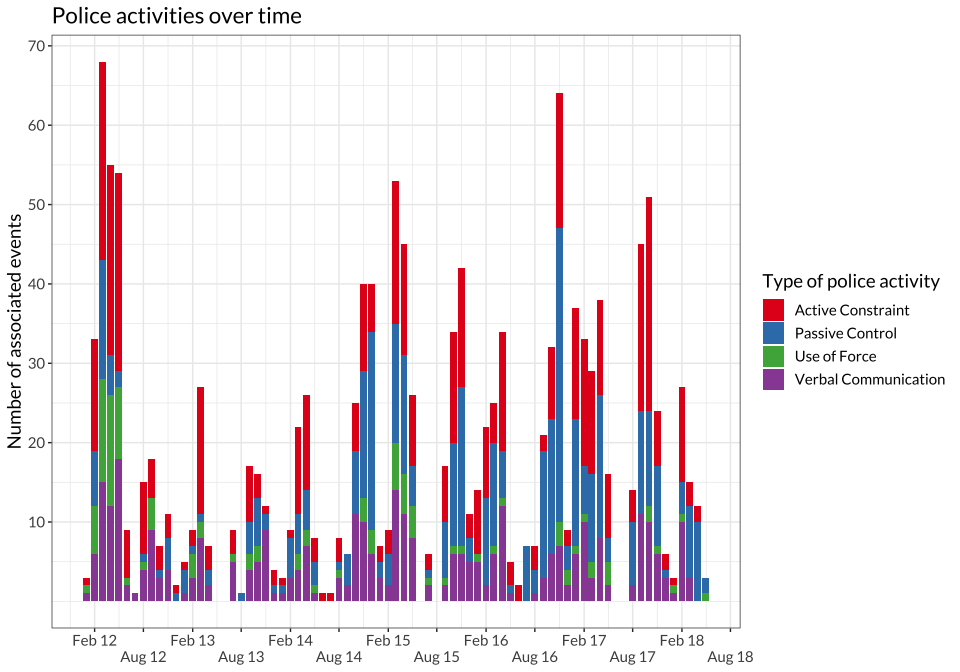 Police activities over time
Number of associated events
70
60
50
40
30
20
10
Feb 12
Aug 12
Feb 13
Aug 13
Feb 14
Aug 14
Feb 15
Aug 15
Feb 16
Aug 16
Feb 17
Aug 17
Feb 18
Aug 18
Type of police activity
Active Constraint
Passive Control
Use of Force
Verbal Communication